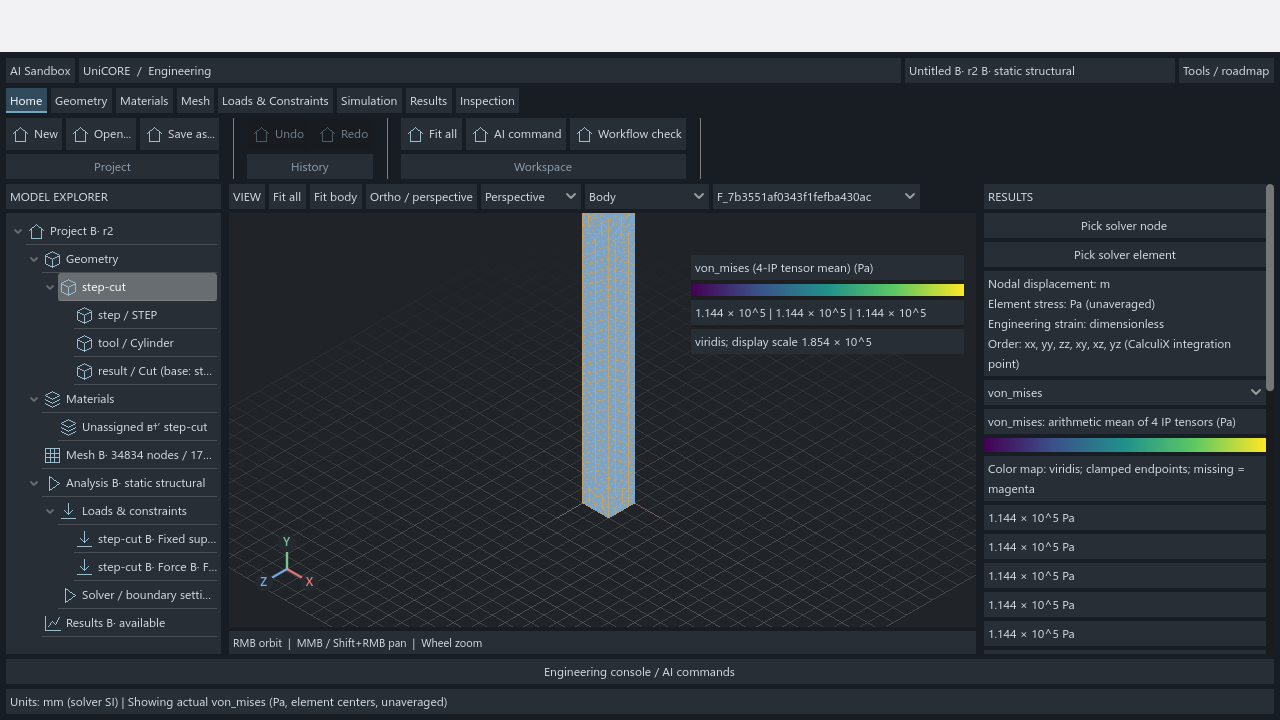 AI Sandbox
UniCORE / Engineering
Untitled В· r2 В· static structural
Tools / roadmap
Home
Geometry
Materials
Mesh
Loads & Constraints
Simulation
Results
Inspection
New
Open...
Save as...
Undo
Redo
Fit all
AI command
Workflow check
Project
History
Workspace
MODEL EXPLORER
VIEW
Fit all
Fit body
Ortho / perspective
Perspective
Body
F_7b3551af0343f1fefba430ac
RESULTS
Project В· r2
Geometry
step-cut
step / STEP
tool / Cylinder
result / Cut (base: st...
Materials
Unassigned в†’ step-cut
Mesh В· 34834 nodes / 17...
Analysis В· static structural
Loads & constraints
step-cut В· Fixed sup...
step-cut В· Force В· F...
Solver / boundary setti...
Results В· available
von_mises (4-IP tensor mean) (Pa)
1.144 × 10^5 | 1.144 × 10^5 | 1.144 × 10^5
viridis; display scale 1.854 × 10^5
Y
Z
X
RMB orbit | MMB / Shift+RMB pan | Wheel zoom
Pick solver node
Pick solver element
Nodal displacement: m
Element stress: Pa (unaveraged)
Engineering strain: dimensionless
Order: xx, yy, zz, xy, xz, yz (CalculiX integration
point)
von_mises
von_mises: arithmetic mean of 4 IP tensors (Pa)
Color map: viridis; clamped endpoints; missing =
magenta
1.144 × 10^5 Pa
1.144 × 10^5 Pa
1.144 × 10^5 Pa
1.144 × 10^5 Pa
1.144 × 10^5 Pa
Engineering console / AI commands
Units: mm (solver SI) | Showing actual von_mises (Pa, element centers, unaveraged)